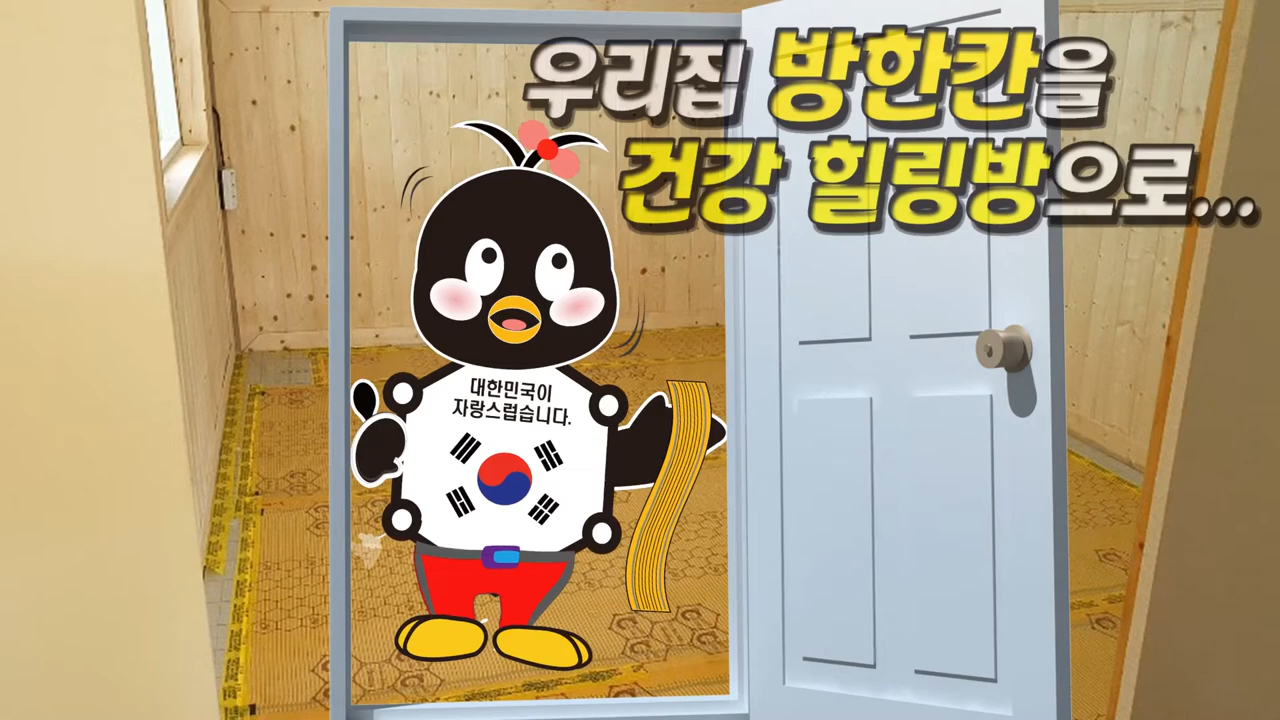 우리집 방한칸을
건강 힐링방으로...
대한민국이
자랑스럽습니다.